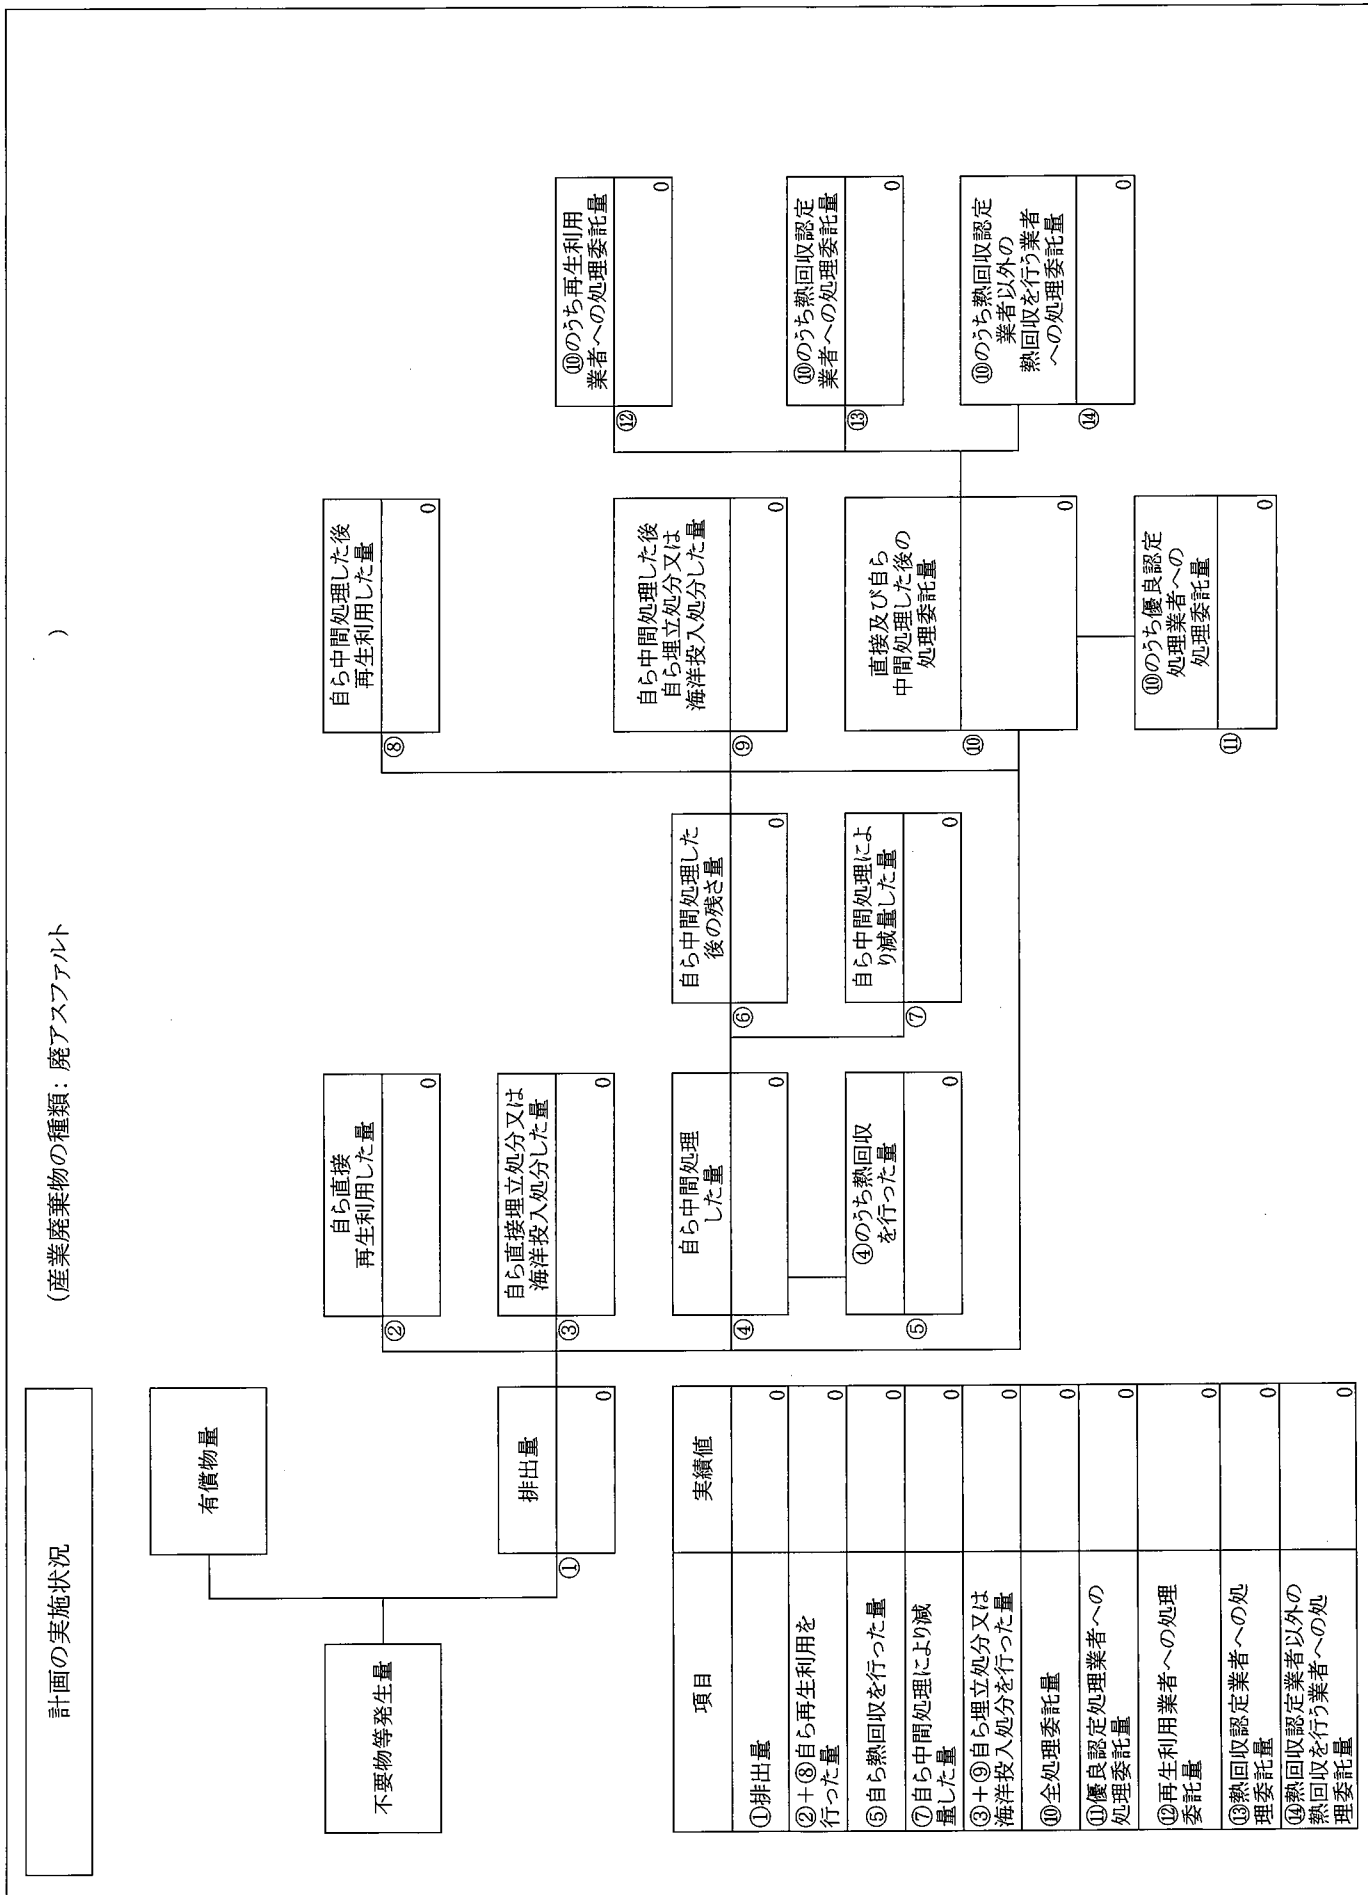 計画の実施状況
(産業廃棄物の種類: 廃アスファルト )
不要物等発生量
有償物量
排出量
①
0
自ら直接
再生利用した量
②
0
自ら直接埋立処分又は
海洋投入処分した量
③
0
自ら中間処理
した量
④
0
④のうち熱回収
を行った量
⑤
0
自ら中間処理した
後の残さ量
⑥
0
自ら中間処理によ
り減量した量
⑦
0
自ら中間処理した後
再生利用した量
⑧
0
自ら中間処理した後
自ら埋立処分又は
海洋投入処分した量
⑨
0
直接及び自ら
中間処理した後の
処理委託量
⑩
0
⑩のうち優良認定
処理業者への
処理委託量
⑪
0
⑩のうち再生利用
業者への処理委託量
⑫
0
⑩のうち熱回収認定
業者への処理委託量
⑬
0
⑩のうち熱回収認定
業者以外の
熱回収を行う業者
への処理委託量
⑭
0
項目 実績値
①排出量 0
②+⑧自ら再生利用を
行った量 0
⑤自ら熱回収を行った量 0
⑦自ら中間処理により減
量した量 0
③+⑨自ら埋立処分又は
海洋投入処分を行った量 0
⑩全処理委託量 0
⑪優良認定処理業者への
処理委託量 0
⑫再生利用業者への処理
委託量 0
⑬熱回収認定業者への処
理委託量 0
⑭熱回収認定業者以外の
熱回収を行う業者への処
理委託量 0